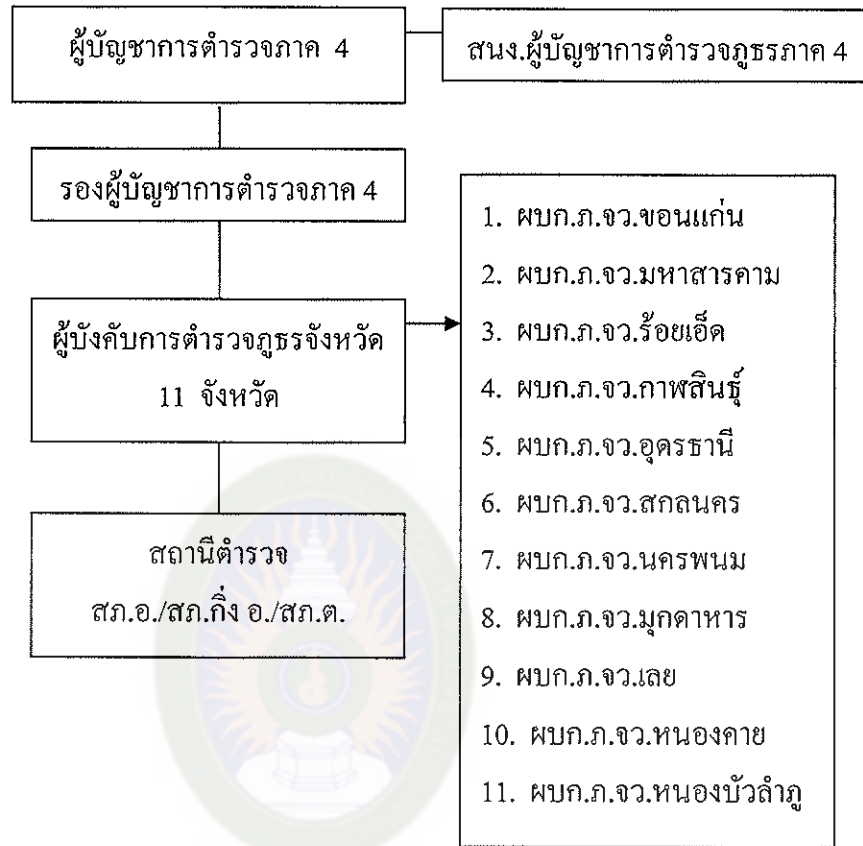 ผู้บัญชาการตำรวจภาค 4
สนง.ผู้บัญชาการตำรวจภูธรภาค 4
รองผู้บัญชาการตำรวจภาค 4
ผู้บังคับการตำรวจภูธรจังหวัด
11 จังหวัด
สถานีตำรวจ
สภ.อ./สภ.กิ่ง อ./สภ.ต.
1. ผบก.ภ.จว.ขอนแก่น
2. ผบก.ภ.จว.มหาสารคาม
3. ผบก.ภ.จว.ร้อยเอ็ด
4. ผบก.ภ.จว.กาฬสินธุ์
5. ผบก.ภ.จว.อุดรธานี
6. ผบก.ภ.จว.สกลนคร
7. ผบก.ภ.จว.นครพนม
8. ผบก.ภ.จว.มุกดาหาร
9. ผบก.ภ.จว.เลย
10. ผบก.ภ.จว.หนองคาย
11. ผบก.ภ.จว.หนองบัวลำภู